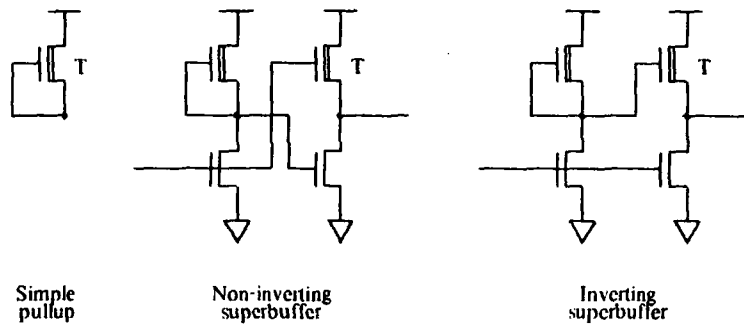 T
T
T
Simple
pullup
Non-inverting
superbuffer
Inverting
superbuffer